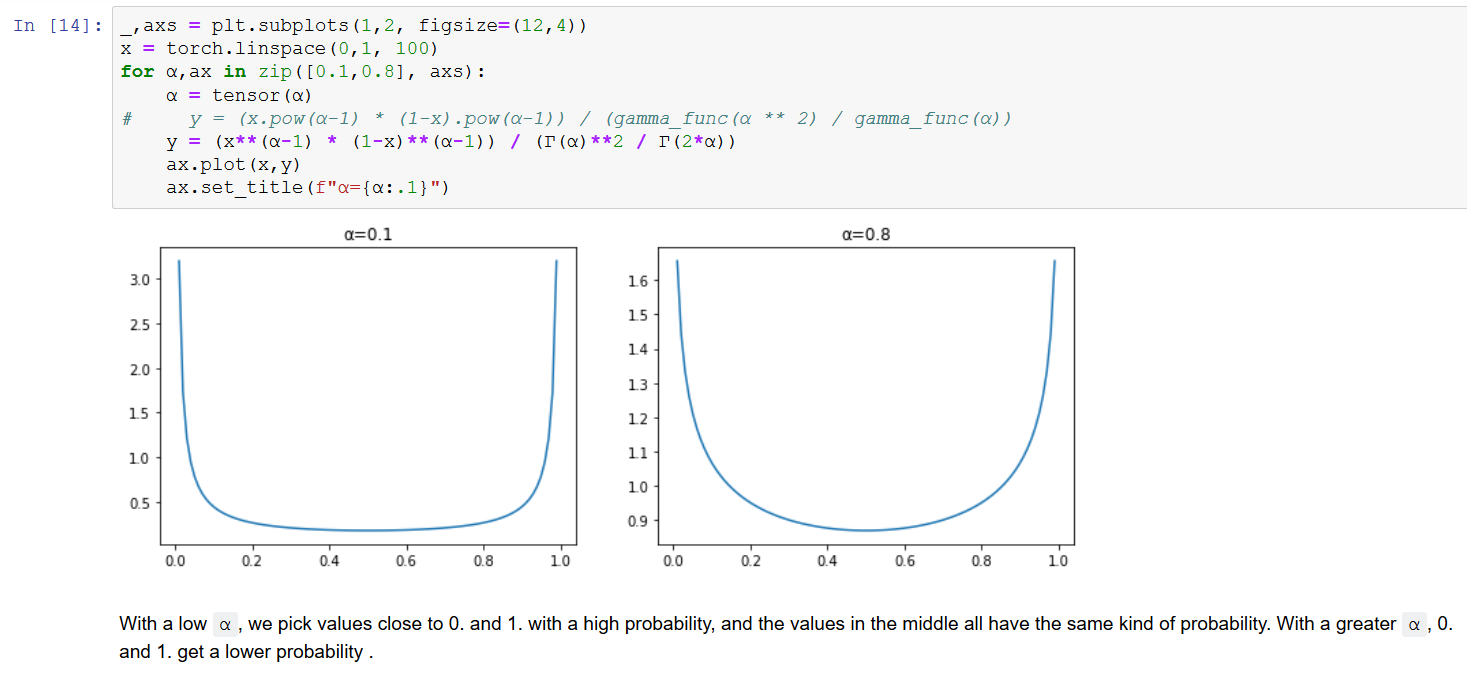 In [14]: _,axs = plt.subplots(1,2, figsize=(12,4))
x = torch.linspace(0,1, 100)
for α,ax in zip([0.1,0.8], axs):
    α = tensor(α)
#     y = (x.pow(α-1) * (1-x).pow(α-1)) / (gamma_func(α ** 2) / gamma_func(α))
    y = (x**(α-1) * (1-x)**(α-1)) / (Γ(α)**2 / Γ(2*α))
    ax.plot(x,y)
    ax.set_title(f"α={α:.1}")
α=0.1
3.0
2.5
2.0
1.5
1.0
0.5
0.0 0.2 0.4 0.6 0.8 1.0
α=0.8
1.6
1.5
1.4
1.3
1.2
1.1
1.0
0.9
0.0 0.2 0.4 0.6 0.8 1.0
With a low α , we pick values close to 0. and 1. with a high probability, and the values in the middle all have the same kind of probability. With a greater α , 0.
and 1. get a lower probability .